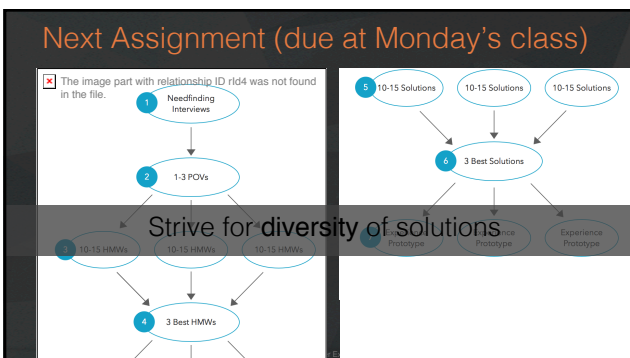 Next Assignment (due at Monday's class)
The image part with relationship ID rId4 was not found
in the file.
1
Needfinding
Interviews
2
1-3 POVs
Strive for diversity of solutions
3
10-15 HMWs
10-15 HMWs
10-15 HMWs
4
3 Best HMWs
5
10-15 Solutions
10-15 Solutions
10-15 Solutions
6
3 Best Solutions
Experience
Prototype
Experience
Prototype
Experience
Prototype